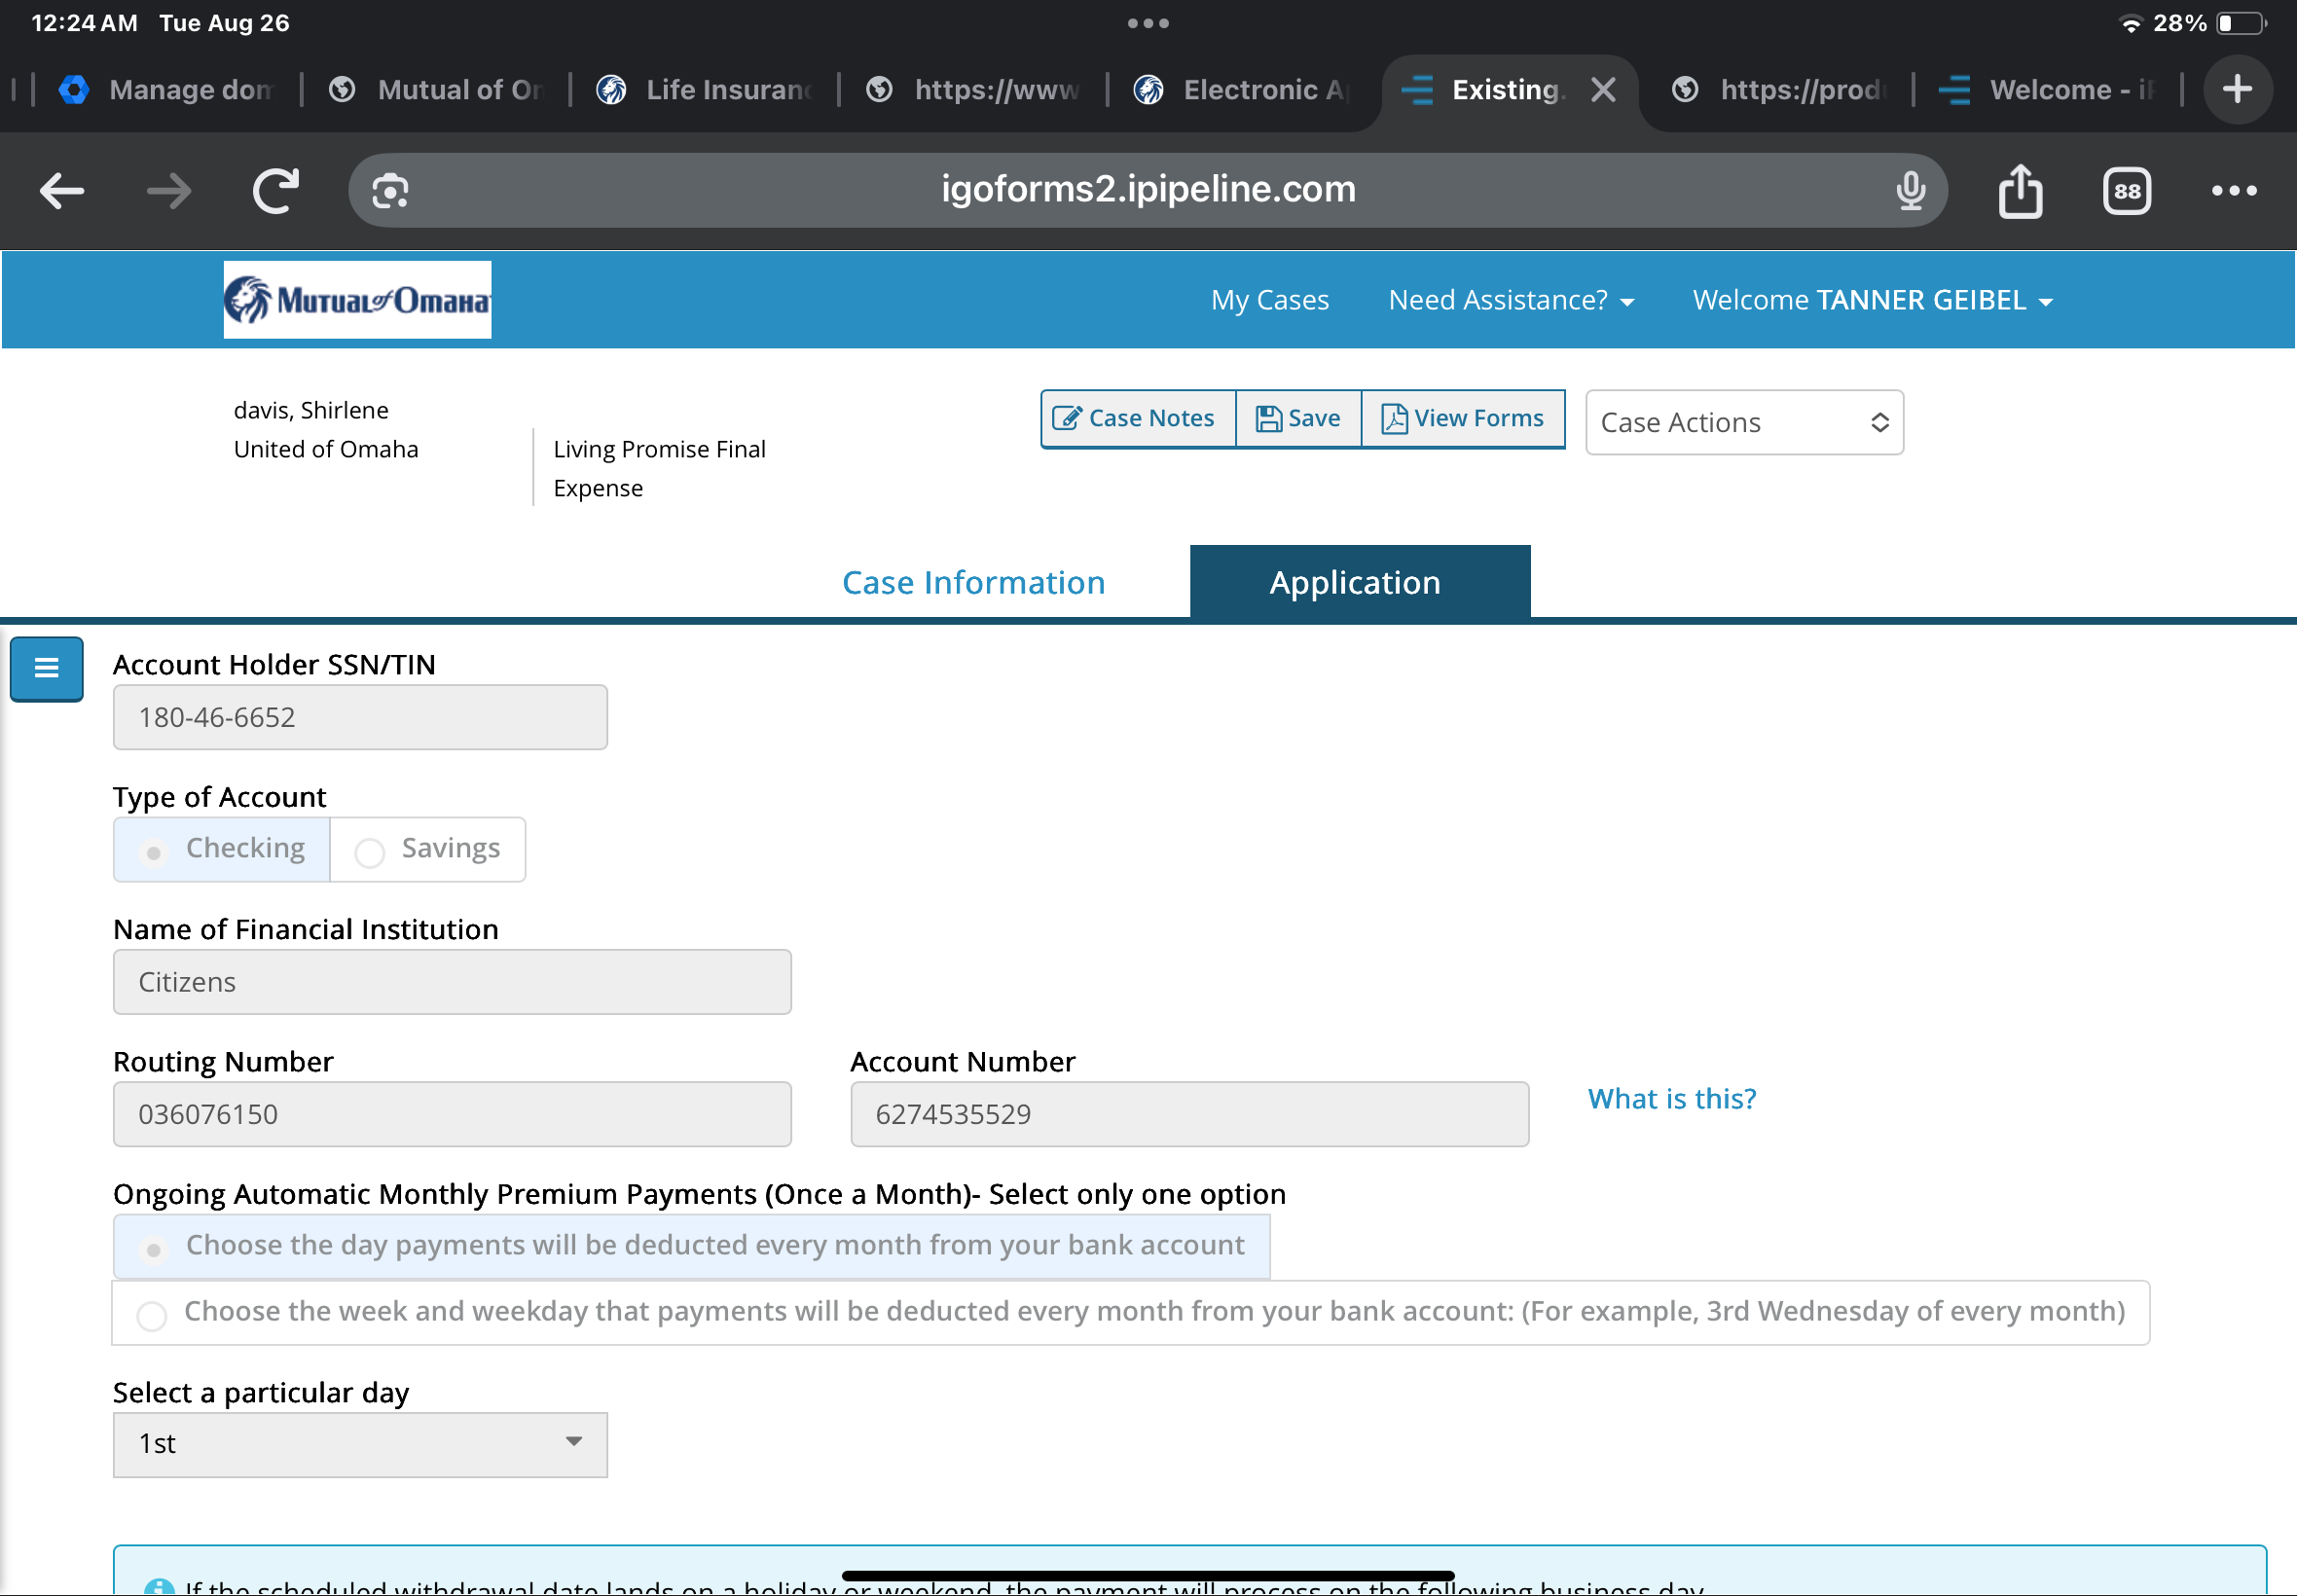 12:24 AM Tue Aug 26
28%
Manage dom
Mutual of Om
Life Insuranc
https://www
Electronic Ap
Existing.
https://prod
Welcome - iP
igoforms2.ipipeline.com
88
Mutual of Omaha
My Cases
Need Assistance?
Welcome TANNER GEIBEL
davis, Shirlene
United of Omaha
Living Promise Final
Expense
Case Notes
Save
View Forms
Case Actions
Case Information
Application
Account Holder SSN/TIN
180-46-6652
Type of Account
Checking
Savings
Name of Financial Institution
Citizens
Routing Number
Account Number
036076150
6274535529
What is this?
Ongoing Automatic Monthly Premium Payments (Once a Month)- Select only one option
Choose the day payments will be deducted every month from your bank account
Choose the week and weekday that payments will be deducted every month from your bank account: (For example, 3rd Wednesday of every month)
Select a particular day
1st
If the scheduled withdrawal date lands on a holiday or weekend, the payment will process on the following business day.